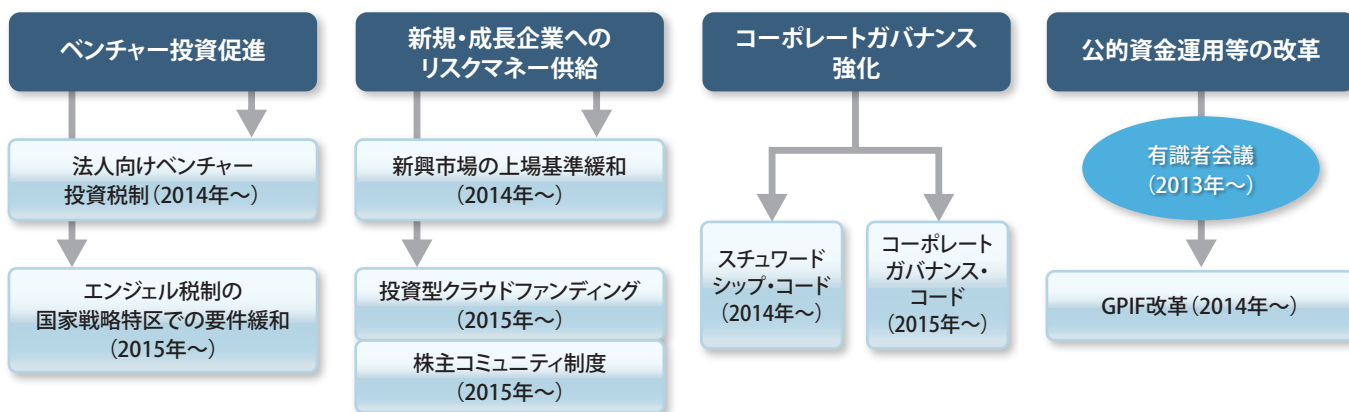 ベンチャー投資促進
法人向けベンチャー
投資税制（2014年～）
エンジェル税制の
国家戦略特区での要件緩和
（2015年～）
新規・成長企業への
リスクマネー供給
新興市場の上場基準緩和
（2014年～）
投資型クラウドファンディング
（2015年～）
株主コミュニティ制度
（2015年～）
コーポレートガバナンス
強化
スチュワード
シップ・コード
（2014年～）
コーポレート
ガバナンス・
コード
（2015年～）
公的資金運用等の改革
有識者会議
（2013年～）
GPIF改革（2014年～）